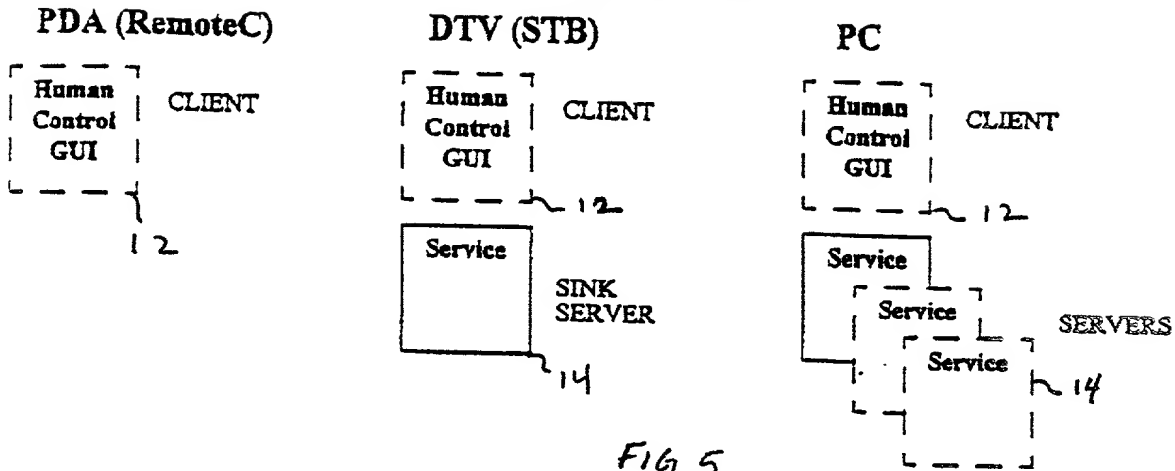 PDA (RemoteC)
Human
Control
GUI
CLIENT
12
DTV (STB)
Human
Control
GUI
CLIENT
12
Service
SINK
SERVER
14
PC
Human
Control
GUI
CLIENT
12
Service
Service
Service
SERVERS
14
FIG 5